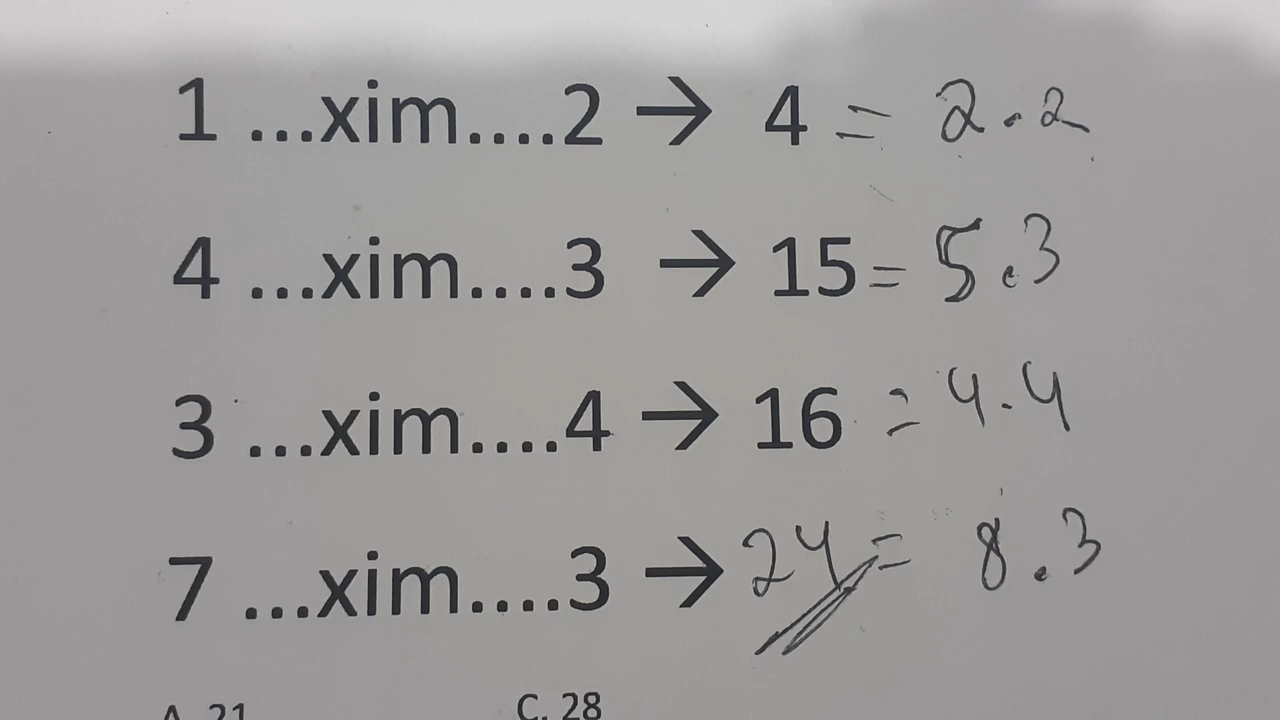 1 ...xim....2 → 4 = 2.2
4 ...xim....3 → 15 = 5.3
3 ...xim....4 → 16 = 4.4
7 ...xim....3 → 24 = 8.3
A. 21 C. 28